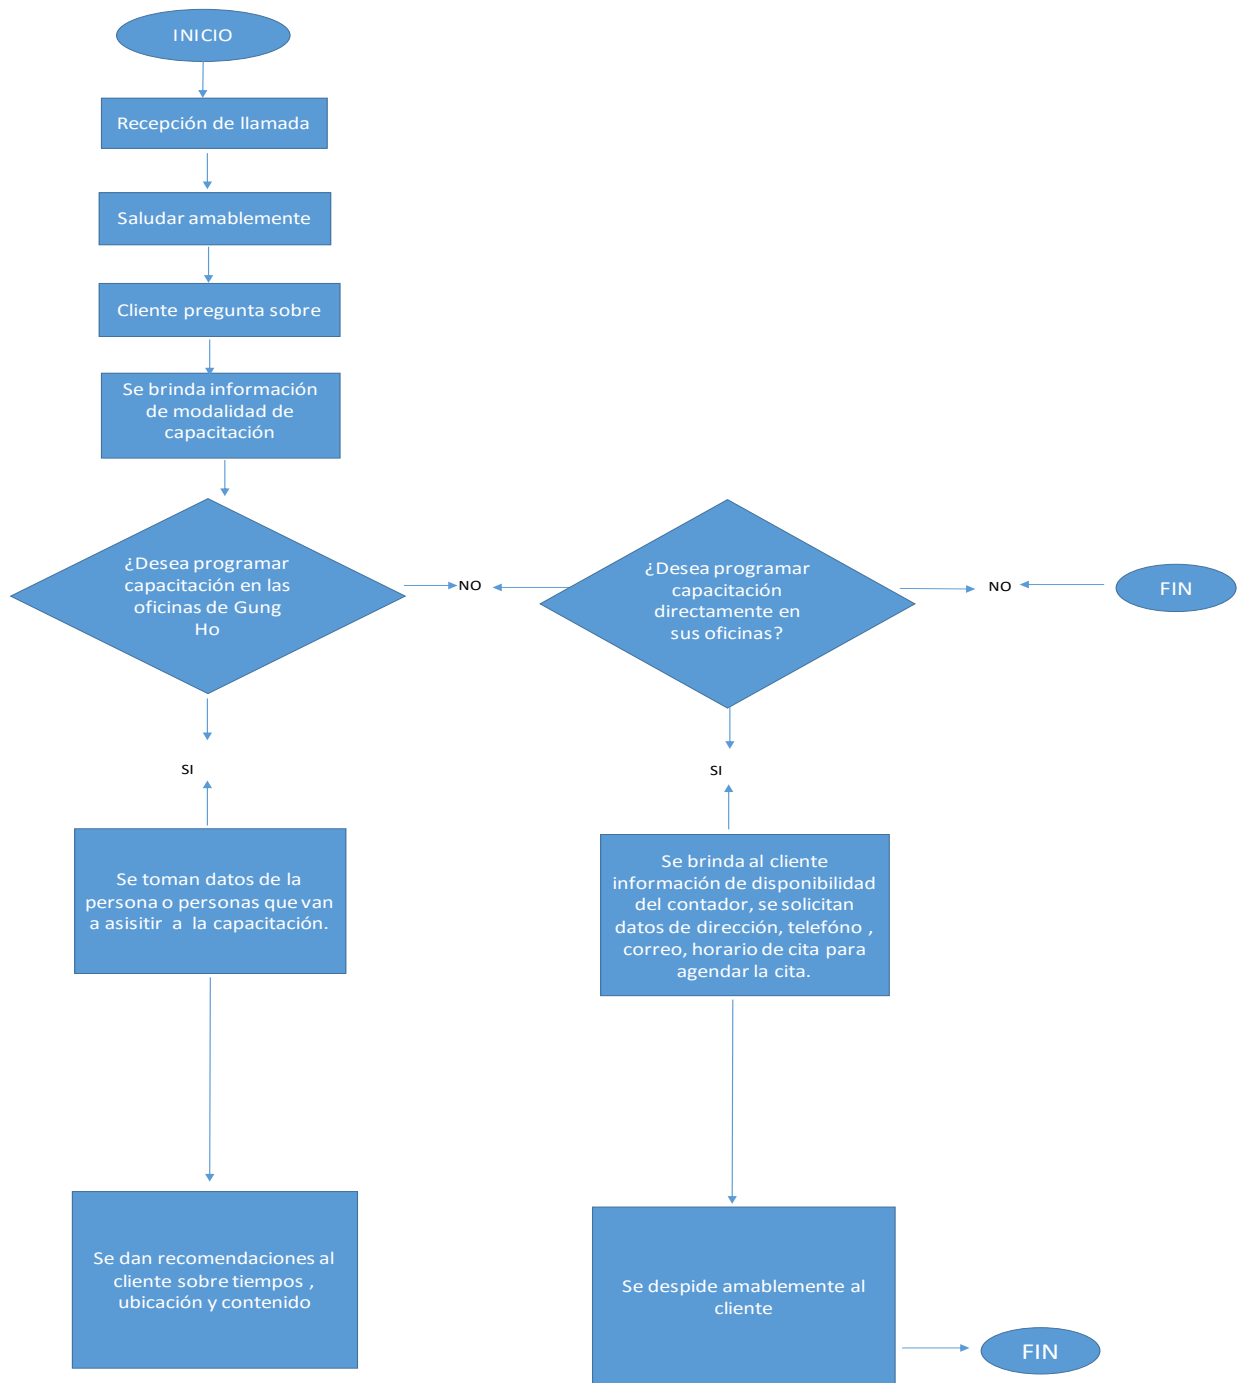 INICIO
Recepción de llamada
Saludar amablemente
Cliente pregunta sobre
Se brinda información
de modalidad de
capacitación
¿Desea programar
capacitación en las
oficinas de Gung
Ho
NO
¿Desea programar
capacitación
directamente en
sus oficinas?
NO
FIN
SI
SI
Se toman datos de la
persona o personas que van
a asisitir a la capacitación.
Se brinda al cliente
información de disponibilidad
del contador, se solicitan
datos de dirección, telefóno ,
correo, horario de cita para
agendar la cita.
Se dan recomendaciones al
cliente sobre tiempos ,
ubicación y contenido
Se despide amablemente al
cliente
FIN